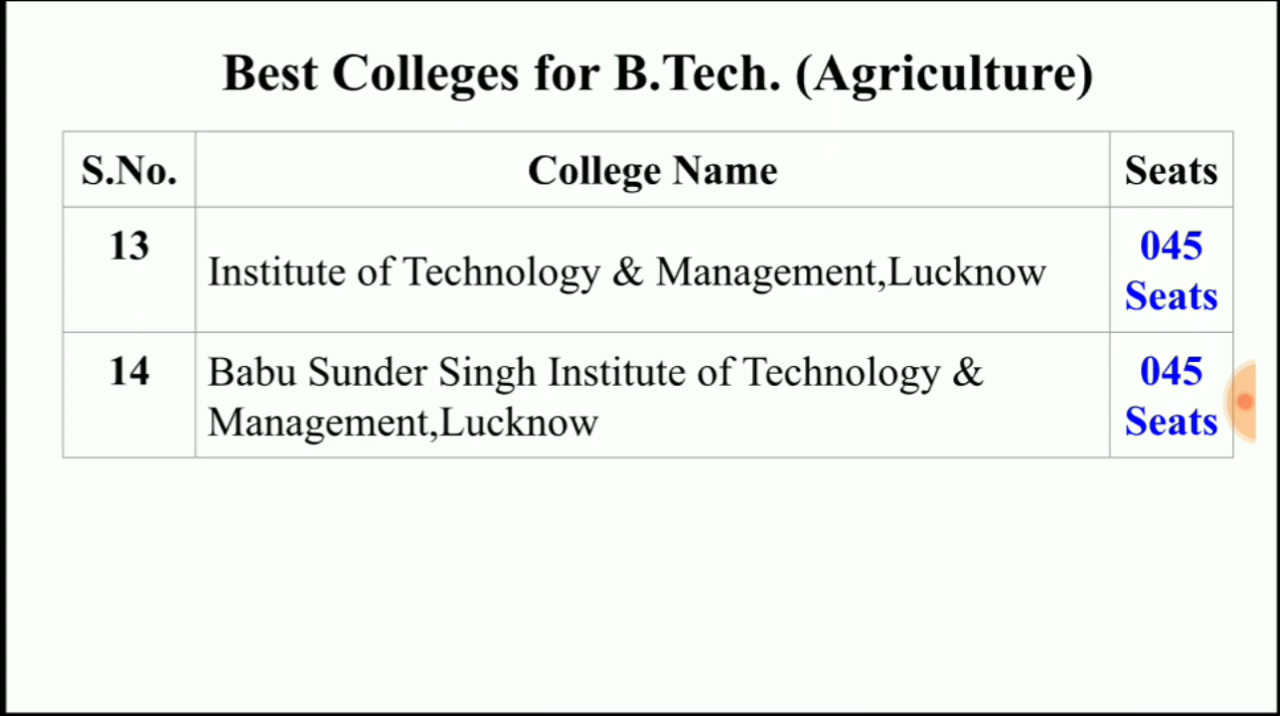 Best Colleges for B.Tech. (Agriculture)
S.No. College Name Seats
13 Institute of Technology & Management,Lucknow 045
Seats
14 Babu Sunder Singh Institute of Technology & 045
Management,Lucknow Seats